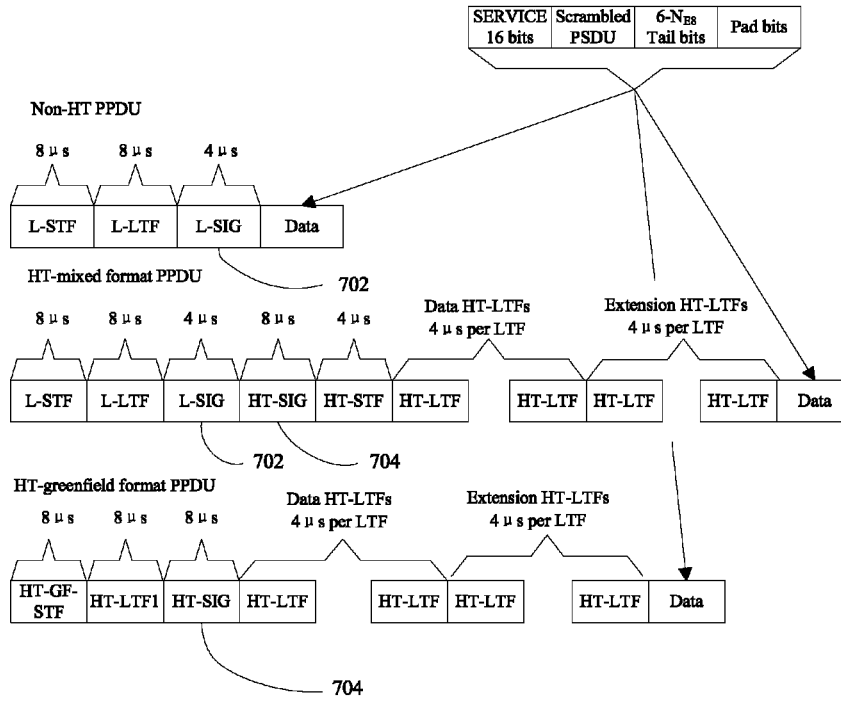 SERVICE 16 bits
Scrambled PSDU
6-NE8 Tail bits
Pad bits
Non-HT PPDU
8 μs 8 μs 4 μs
L-STF L-LTF L-SIG Data
702
HT-mixed format PPDU
8 μs 8 μs 4 μs 8 μs 4 μs
Data HT-LTFs
4 μs per LTF
Extension HT-LTFs
4 μs per LTF
L-STF L-LTF L-SIG HT-SIG HT-STF HT-LTF HT-LTF HT-LTF HT-LTF Data
702 704
HT-greenfield format PPDU
8 μs 8 μs 8 μs
Data HT-LTFs
4 μs per LTF
Extension HT-LTFs
4 μs per LTF
HT-GF-STF HT-LTF1 HT-SIG HT-LTF HT-LTF HT-LTF HT-LTF Data
704